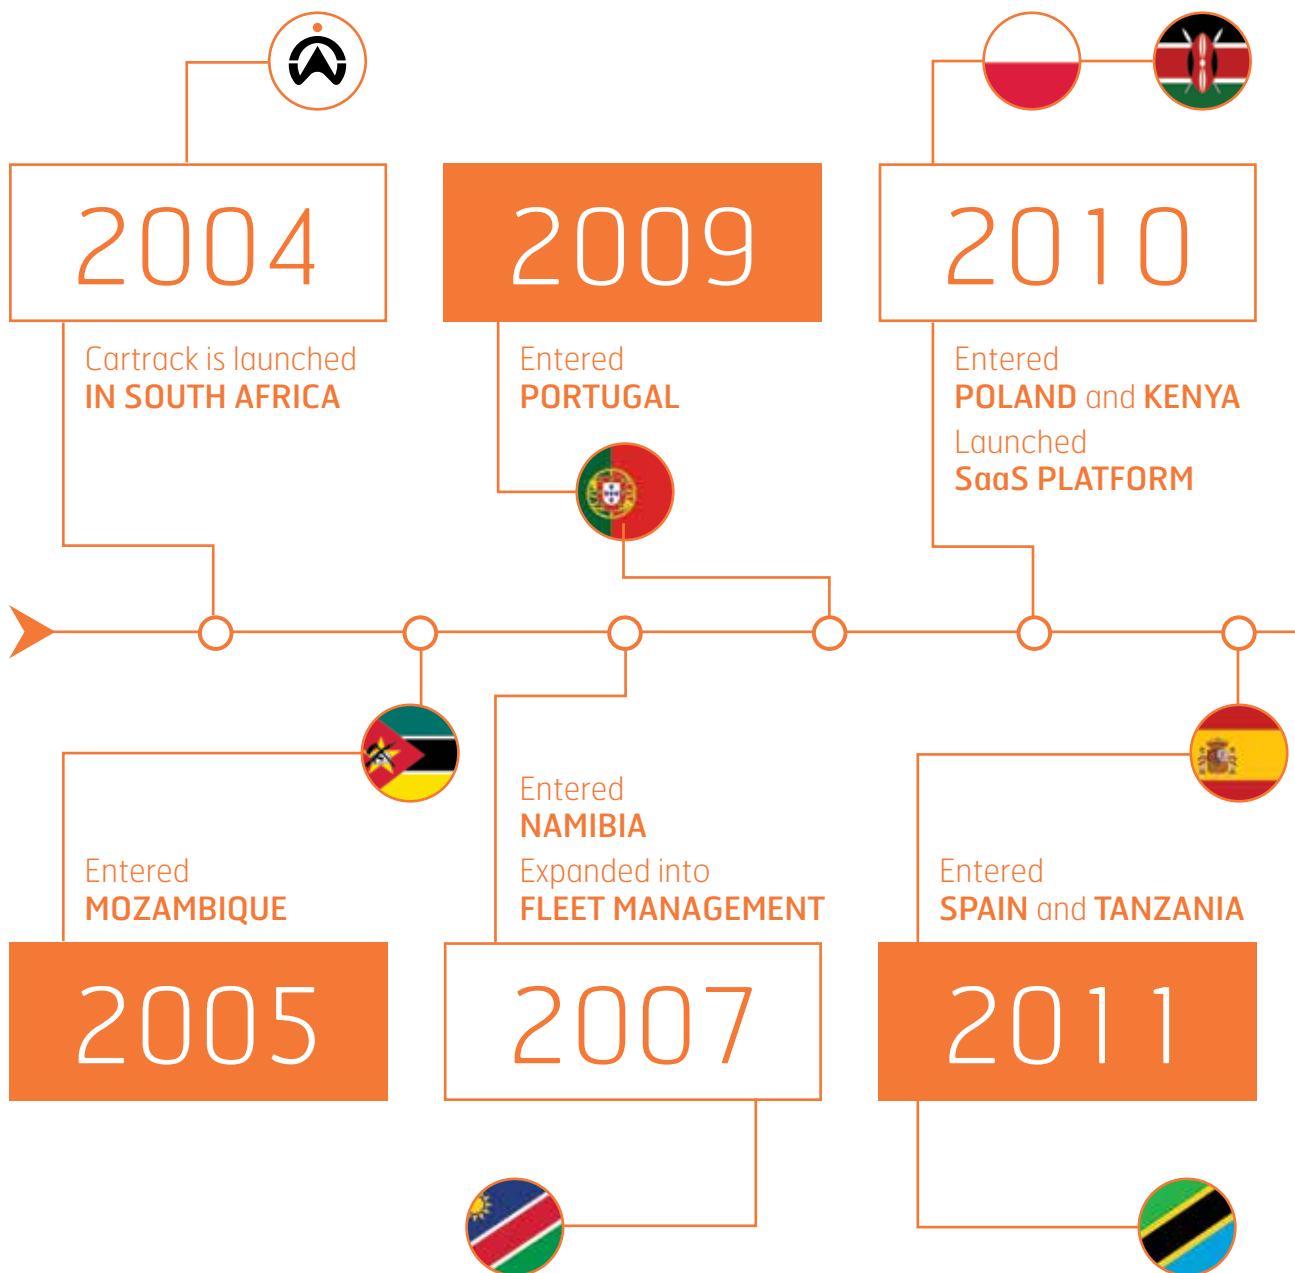 2004
Cartrack is launched
IN SOUTH AFRICA
2009
Entered
PORTUGAL
2010
Entered
POLAND and KENYA
Launched
SaaS PLATFORM
Entered
MOZAMBIQUE
2005
Entered
NAMIBIA
Expanded into
FLEET MANAGEMENT
2007
Entered
SPAIN and TANZANIA
2011